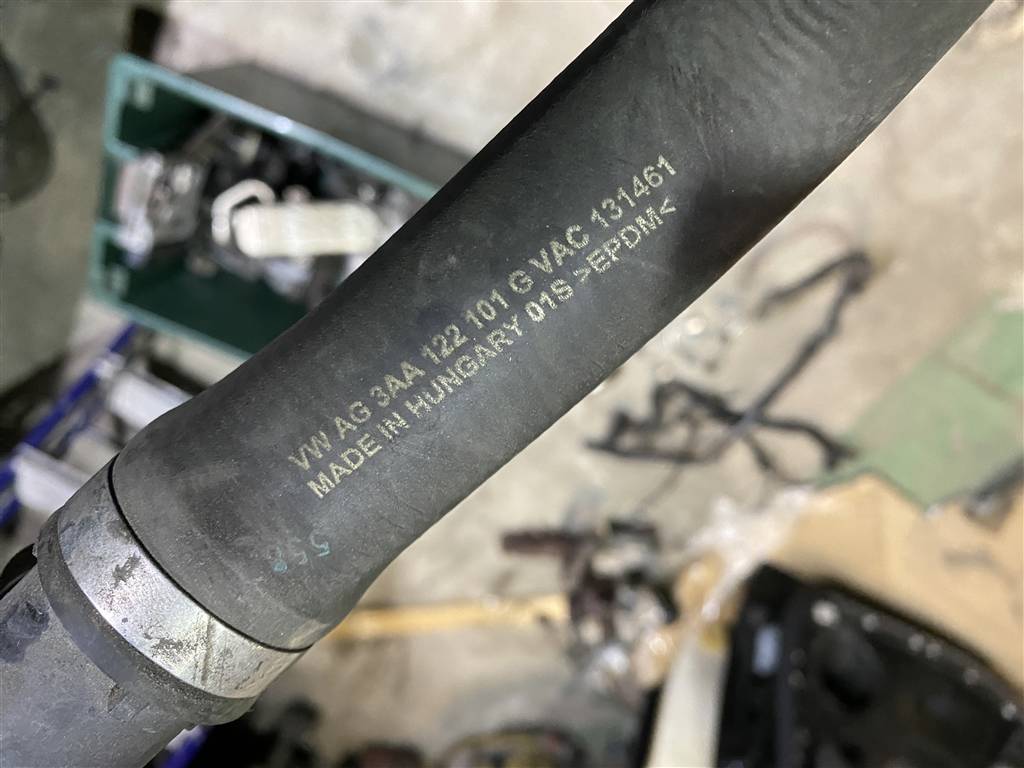 VW AG 3AA 122 101 G VAC 131461
MADE IN HUNGARY 01S >EPDM<